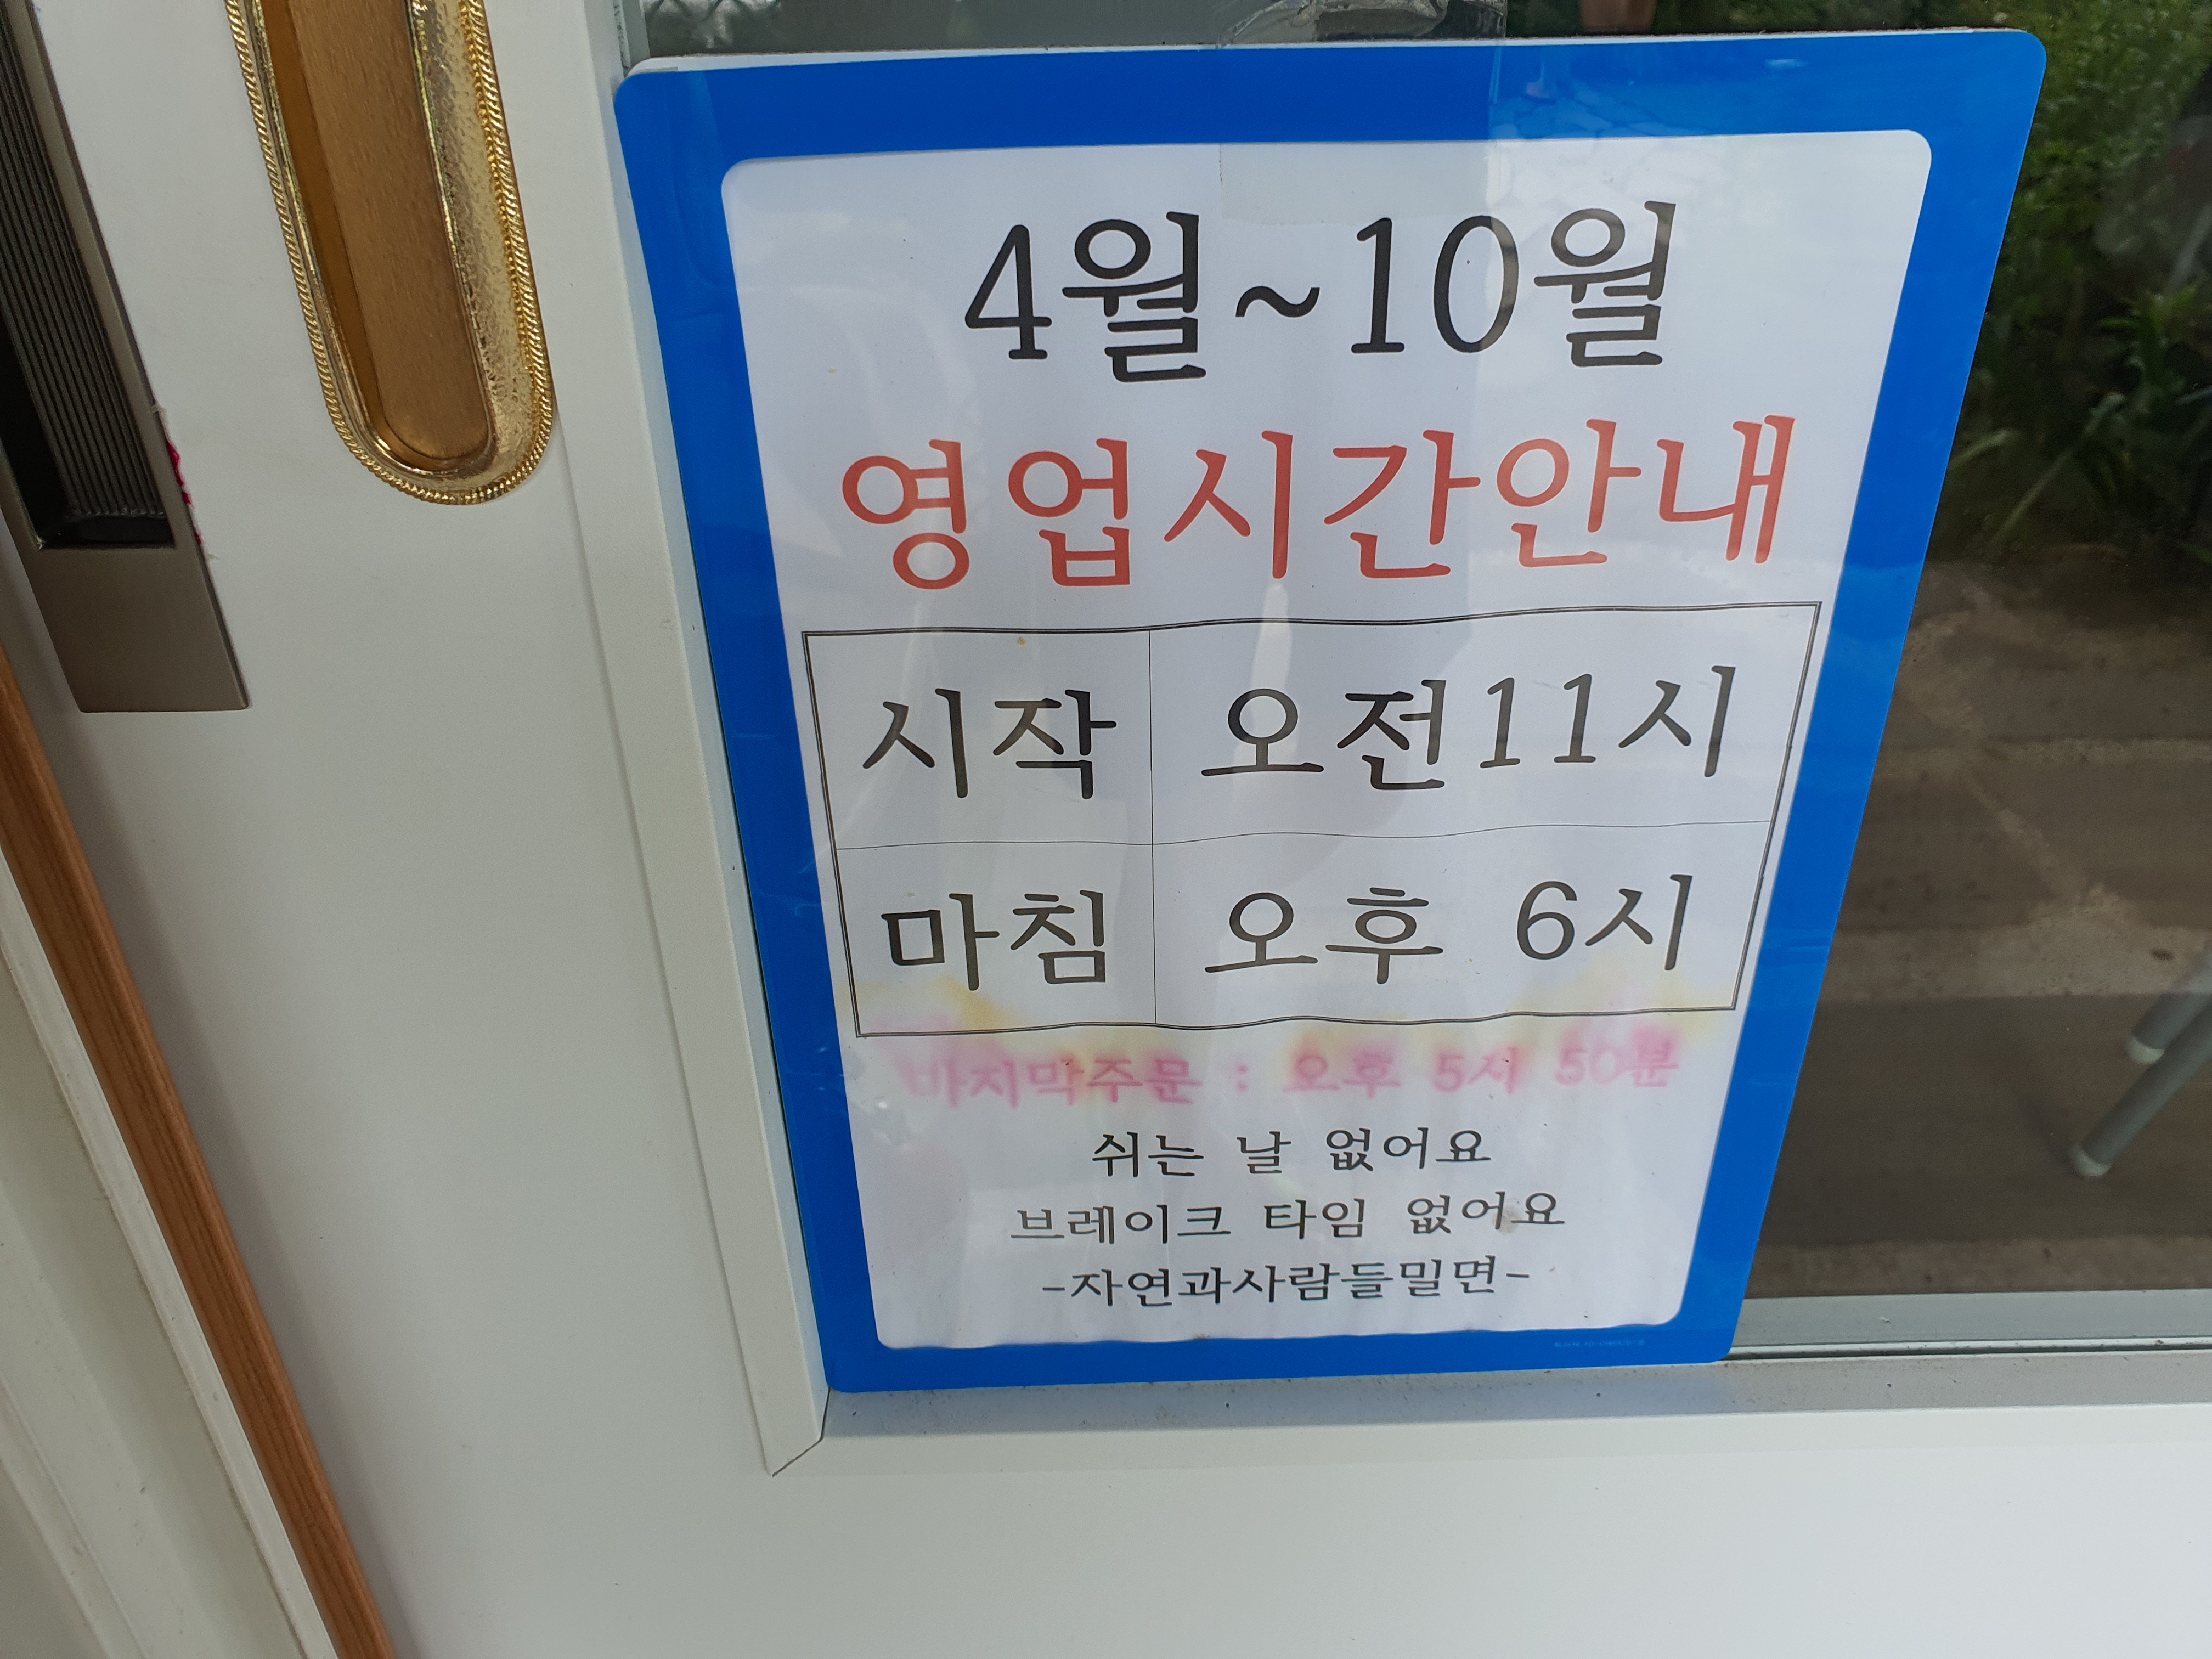 4월~10월
영업시간안내
시작 오전11시
마침 오후 6시
마지막주문 : 오후 5시 50분
쉬는 날 없어요
브레이크 타임 없어요
-자연과사람들밀면-